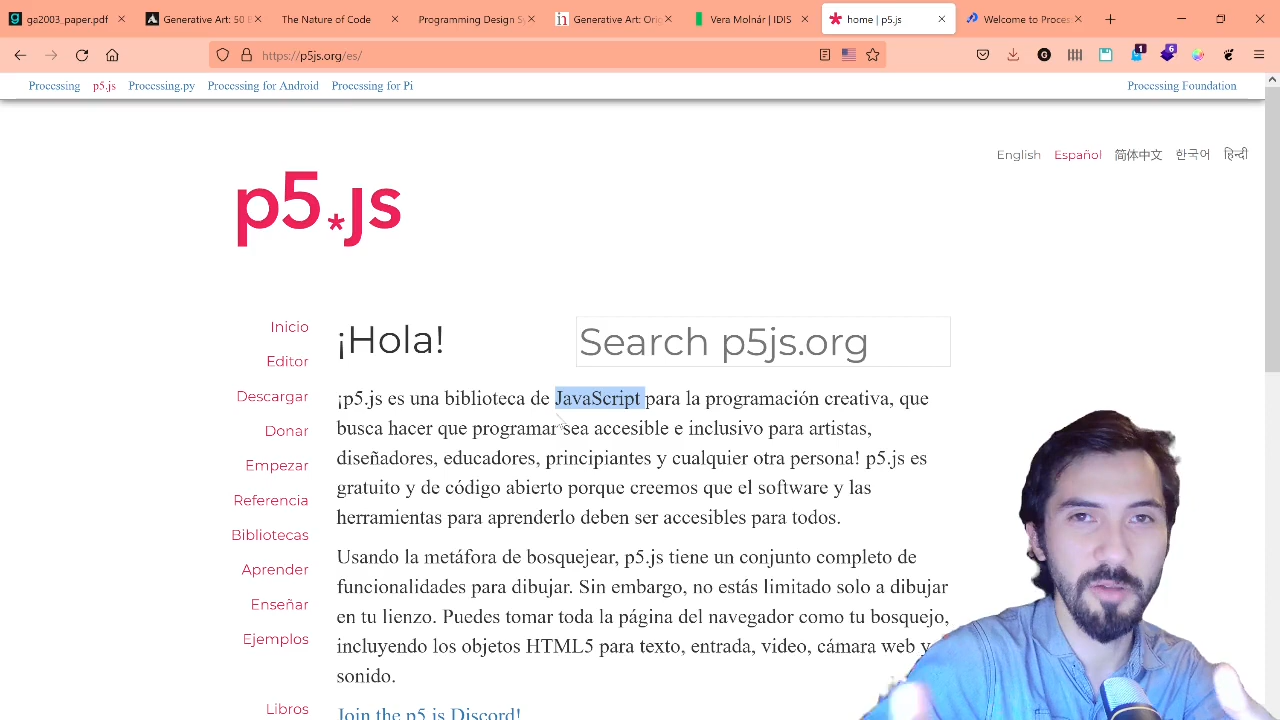 ga2003_paper.pdf
Generative Art: 50
The Nature of Code
Programming Design Sy
Generative Art: Orig
Vera Molnár | IDIS
home | p5.js
Welcome to Proces
https://p5js.org/es/
1
6
Processing
p5.js
Processing.py
Processing for Android
Processing for Pi
Processing Foundation
English
Español
简体中文
한국어
हिन्दी
p5*js
Inicio
Editor
Descargar
Donar
Empezar
Referencia
Bibliotecas
Aprender
Enseñar
Ejemplos
Libros
¡Hola!
Search p5js.org
¡p5.js es una biblioteca de JavaScript para la programación creativa, que
busca hacer que programar sea accesible e inclusivo para artistas,
diseñadores, educadores, principiantes y cualquier otra persona! p5.js es
gratuito y de código abierto porque creemos que el software y las
herramientas para aprenderlo deben ser accesibles para todos.
Usando la metáfora de bosquejear, p5.js tiene un conjunto completo de
funcionalidades para dibujar. Sin embargo, no estás limitado solo a dibujar
en tu lienzo. Puedes tomar toda la página del navegador como tu bosquejo,
incluyendo los objetos HTML5 para texto, entrada, video, cámara web y
sonido.
Join the p5.js Discord!